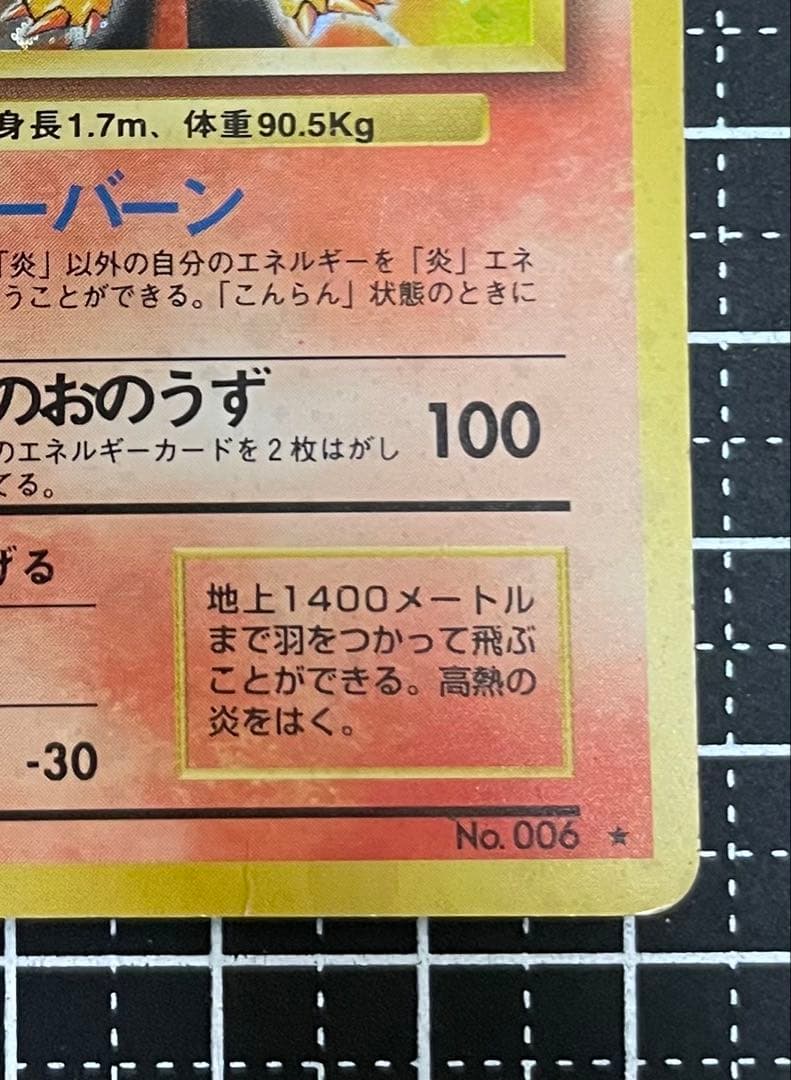 身長1.7m、体重90.5Kg
ーバーン
「炎」以外の自分のエネルギーを「炎」エネ
うことができる。「こんらん」状態のときに
のおのうず
100
のエネルギーカードを2枚はがし
てる。
げる
地上1400メートル
まで羽をつかって飛ぶ
ことができる。高熱の
炎をはく。
-30
No. 006 ★